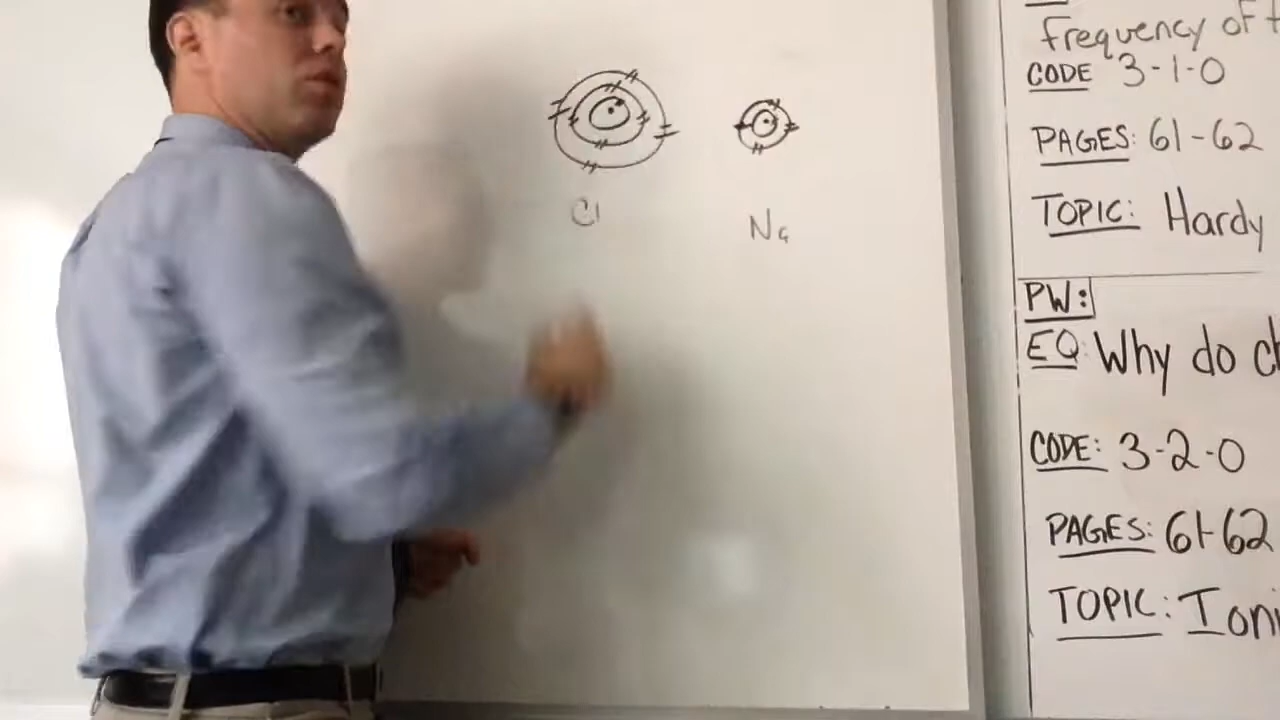 Cl
Na
Frequency of
CODE 3-1-0
PAGES: 61-62
TOPIC: Hardy
PW:
EQ: Why do
CODE: 3-2-0
PAGES: 61-62
TOPIC: